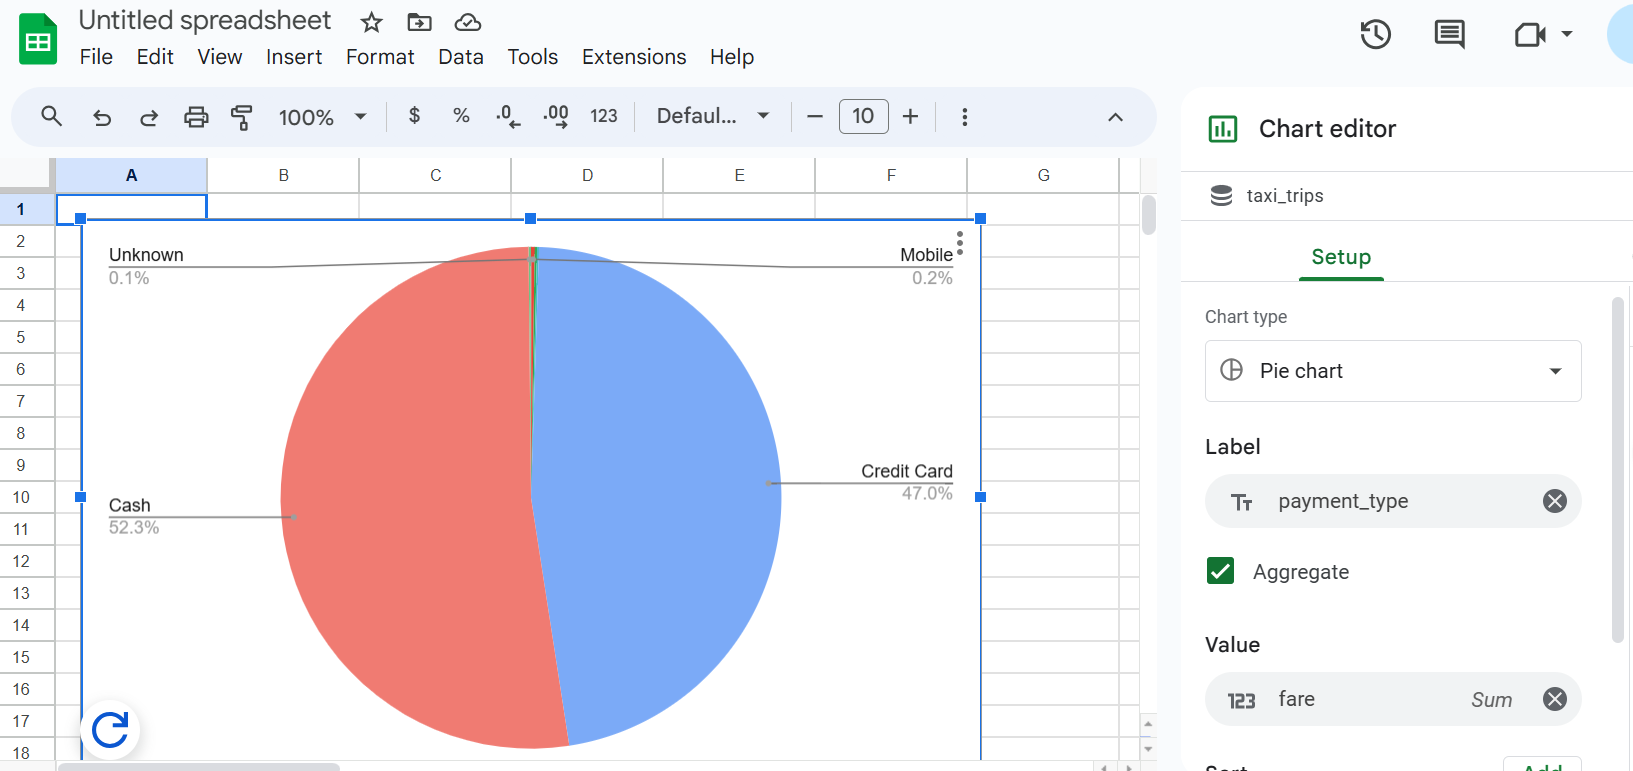 Untitled spreadsheet
File Edit View Insert Format Data Tools Extensions Help
100% $ % .0 .00 123 Defaul... 10
A B C D E F G
1
2
3
4
5
6
7
8
9
10
11
12
13
14
15
16
17
18
Unknown
0.1%
Mobile
0.2%
Credit Card
47.0%
Cash
52.3%
Chart editor
taxi_trips
Setup
Chart type
Pie chart
Label
Tт payment_type
Aggregate
Value
123 fare Sum